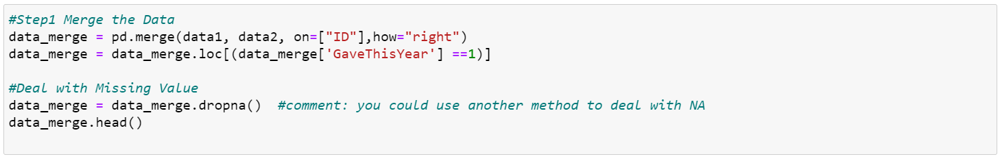 #Step1 Merge the Data
data_merge = pd.merge(data1, data2, on=["ID"],how="right")
data_merge = data_merge.loc[(data_merge['GaveThisYear'] ==1)]
#Deal with Missing Value
data_merge = data_merge.dropna()  #comment: you could use another method to deal with NA
data_merge.head()